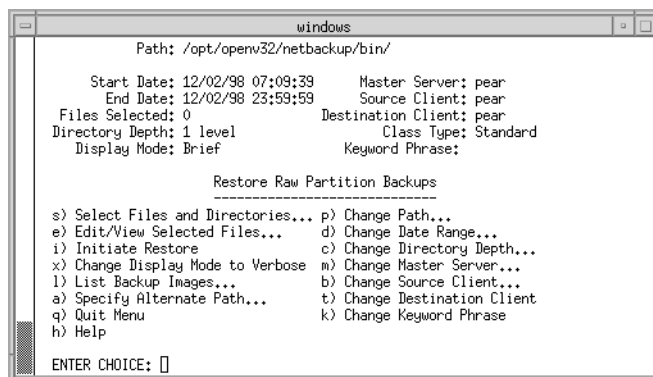 windows
Path: /opt/openv32/netbackup/bin/
Start Date: 12/02/98 07:09:39 Master Server: pear
End Date: 12/02/98 23:59:59 Source Client: pear
Files Selected: 0 Destination Client: pear
Directory Depth: 1 level Class Type: Standard
Display Mode: Brief Keyword Phrase:
Restore Raw Partition Backups
-----------------------------
s) Select Files and Directories... p) Change Path...
e) Edit/View Selected Files... d) Change Date Range...
i) Initiate Restore c) Change Directory Depth...
x) Change Display Mode to Verbose m) Change Master Server...
l) List Backup Images... b) Change Source Client...
a) Specify Alternate Path... t) Change Destination Client
q) Quit Menu k) Change Keyword Phrase
h) Help
ENTER CHOICE: